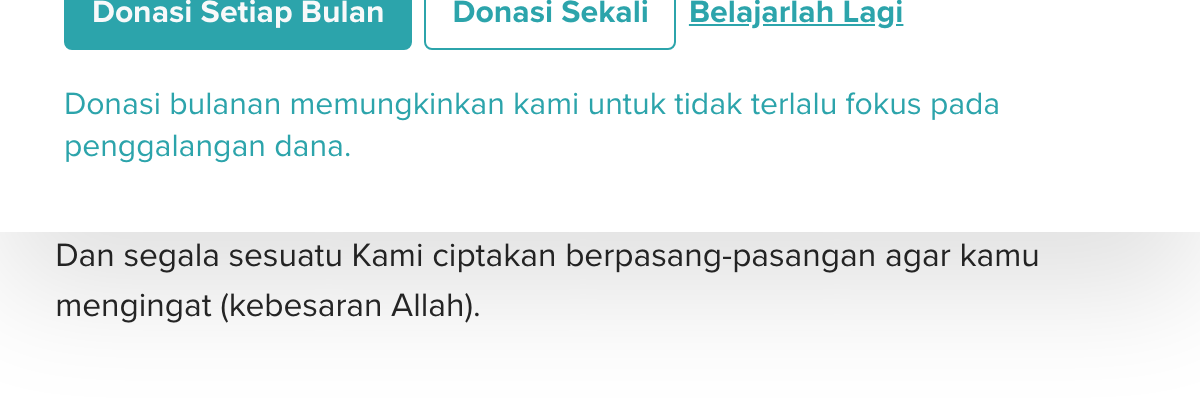 Donasi Setiap Bulan Donasi Sekali Belajarlah Lagi
Donasi bulanan memungkinkan kami untuk tidak terlalu fokus pada
penggalangan dana.
Dan segala sesuatu Kami ciptakan berpasang-pasangan agar kamu
mengingat (kebesaran Allah).